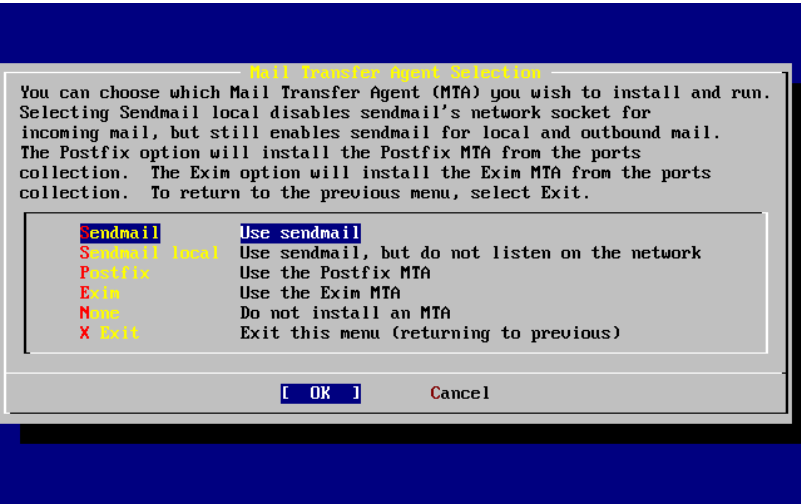 Mail Transfer Agent Selection
You can choose which Mail Transfer Agent (MTA) you wish to install and run.
Selecting Sendmail local disables sendmail's network socket for
incoming mail, but still enables sendmail for local and outbound mail.
The Postfix option will install the Postfix MTA from the ports
collection.  The Exim option will install the Exim MTA from the ports
collection.  To return to the previous menu, select Exit.
Sendmail Use sendmail
Sendmail local Use sendmail, but do not listen on the network
Postfix Use the Postfix MTA
Exim Use the Exim MTA
None Do not install an MTA
X Exit Exit this menu (returning to previous)
[ OK ] Cancel